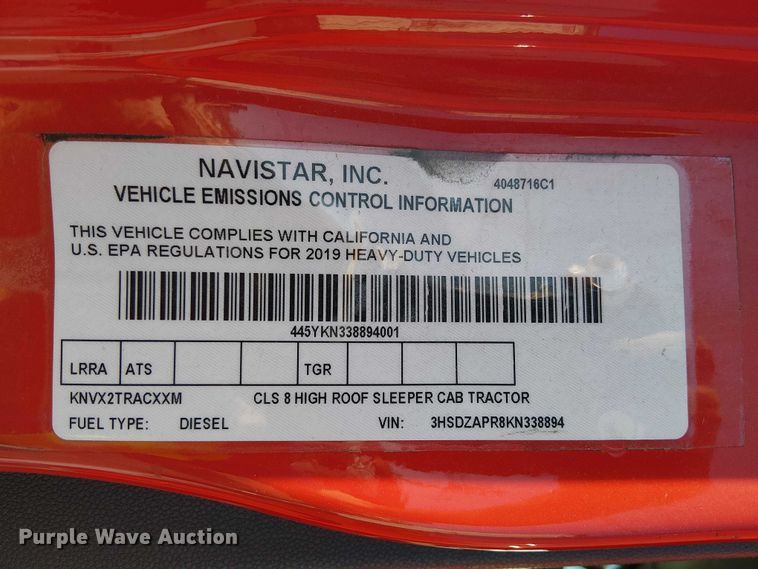 NAVISTAR, INC.
4048716C1
VEHICLE EMISSIONS CONTROL INFORMATION
THIS VEHICLE COMPLIES WITH CALIFORNIA AND
U.S. EPA REGULATIONS FOR 2019 HEAVY-DUTY VEHICLES
445YKN338894001
LRRA ATS TGR
KNVX2TRACXXM CLS 8 HIGH ROOF SLEEPER CAB TRACTOR
FUEL TYPE: DIESEL VIN: 3HSDZAPR8KN338894
Purple Wave Auction